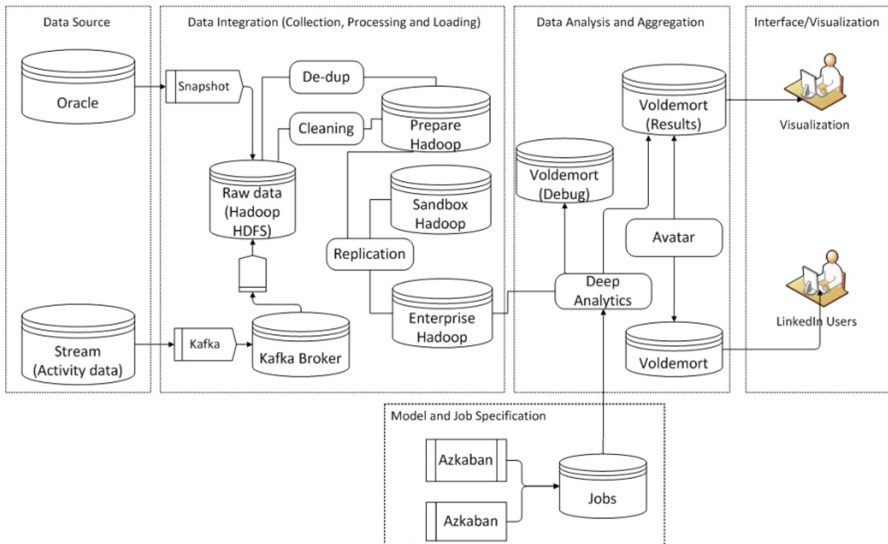 Data Source
Data Integration (Collection, Processing and Loading)
Data Analysis and Aggregation
Interface/Visualization
Oracle
Snapshot
De-dup
Cleaning
Prepare
Hadoop
Raw data
(Hadoop
HDFS)
Sandbox
Hadoop
Replication
Enterprise
Hadoop
Stream
(Activity data)
Kafka
Kafka Broker
Voldemort
(Results)
Voldemort
(Debug)
Avatar
Deep
Analytics
Voldemort
Visualization
LinkedIn Users
Model and Job Specification
Azkaban
Azkaban
Jobs